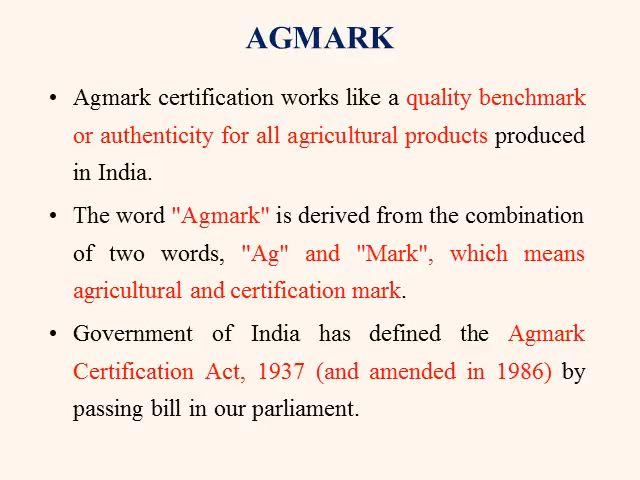 AGMARK
• Agmark certification works like a quality benchmark
or authenticity for all agricultural products produced
in India.
• The word "Agmark" is derived from the combination
of two words, "Ag" and "Mark", which means
agricultural and certification mark.
• Government of India has defined the Agmark
Certification Act, 1937 (and amended in 1986) by
passing bill in our parliament.